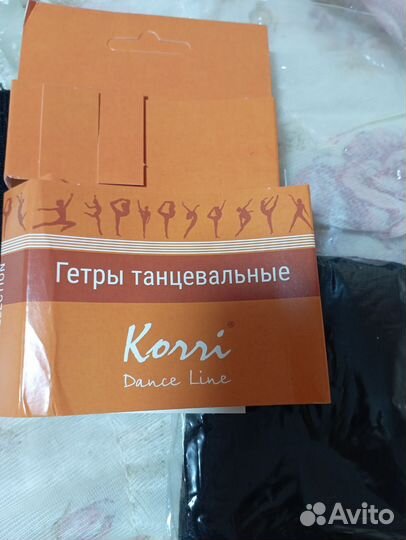 Гетры танцевальные
Korri®
Dance Line
Avito